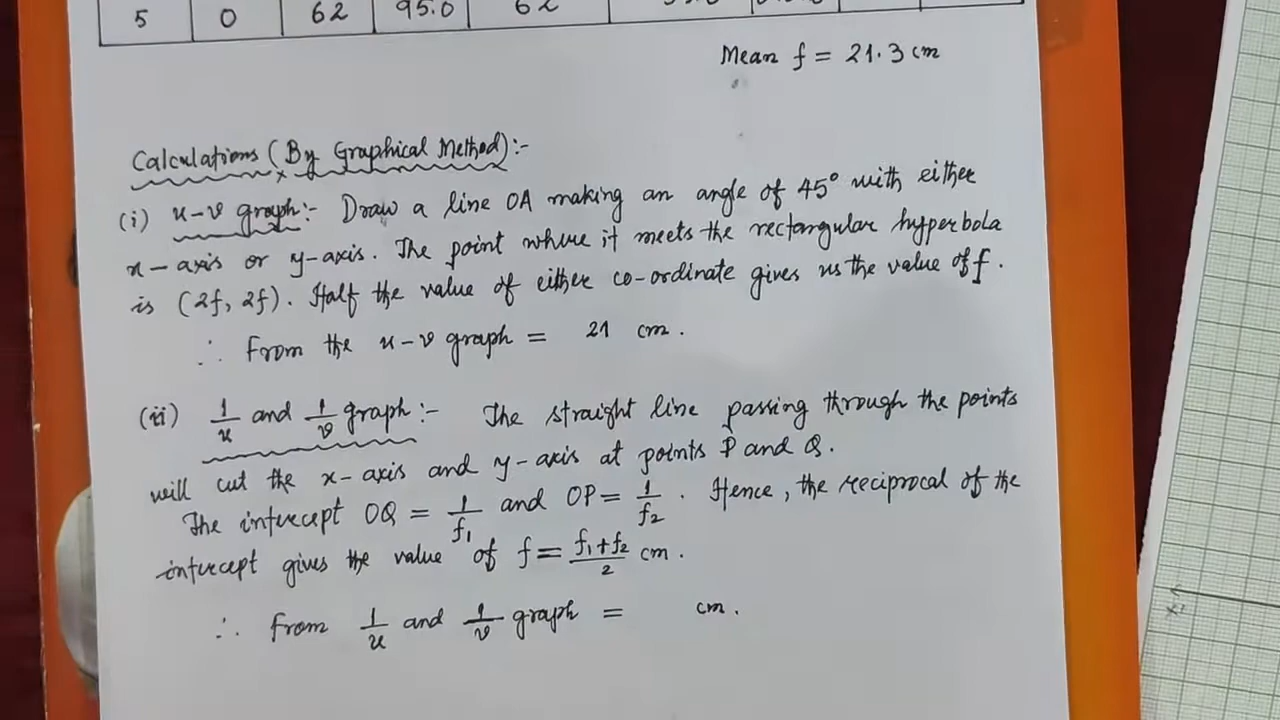 5 0 62 95.0 62
Mean f = 21.3 cm
Calculations (By Graphical Method):-
(i) u-v graph:- Draw a line OA making an angle of 45° with either
x-axis or y-axis. The point where it meets the rectangular hyperbola
is (2f, 2f). Half the value of either co-ordinate gives us the value of f.
∴ From the u-v graph = 21 cm.
(ii) 1/u and 1/v graph:- The straight line passing through the points
will cut the x-axis and y-axis at points P and Q.
The intercept OQ = 1/f₁ and OP = 1/f₂. Hence, the reciprocal of the
intercept gives the value of f = (f₁+f₂)/2 cm.
∴ From 1/u and 1/v graph = cm.